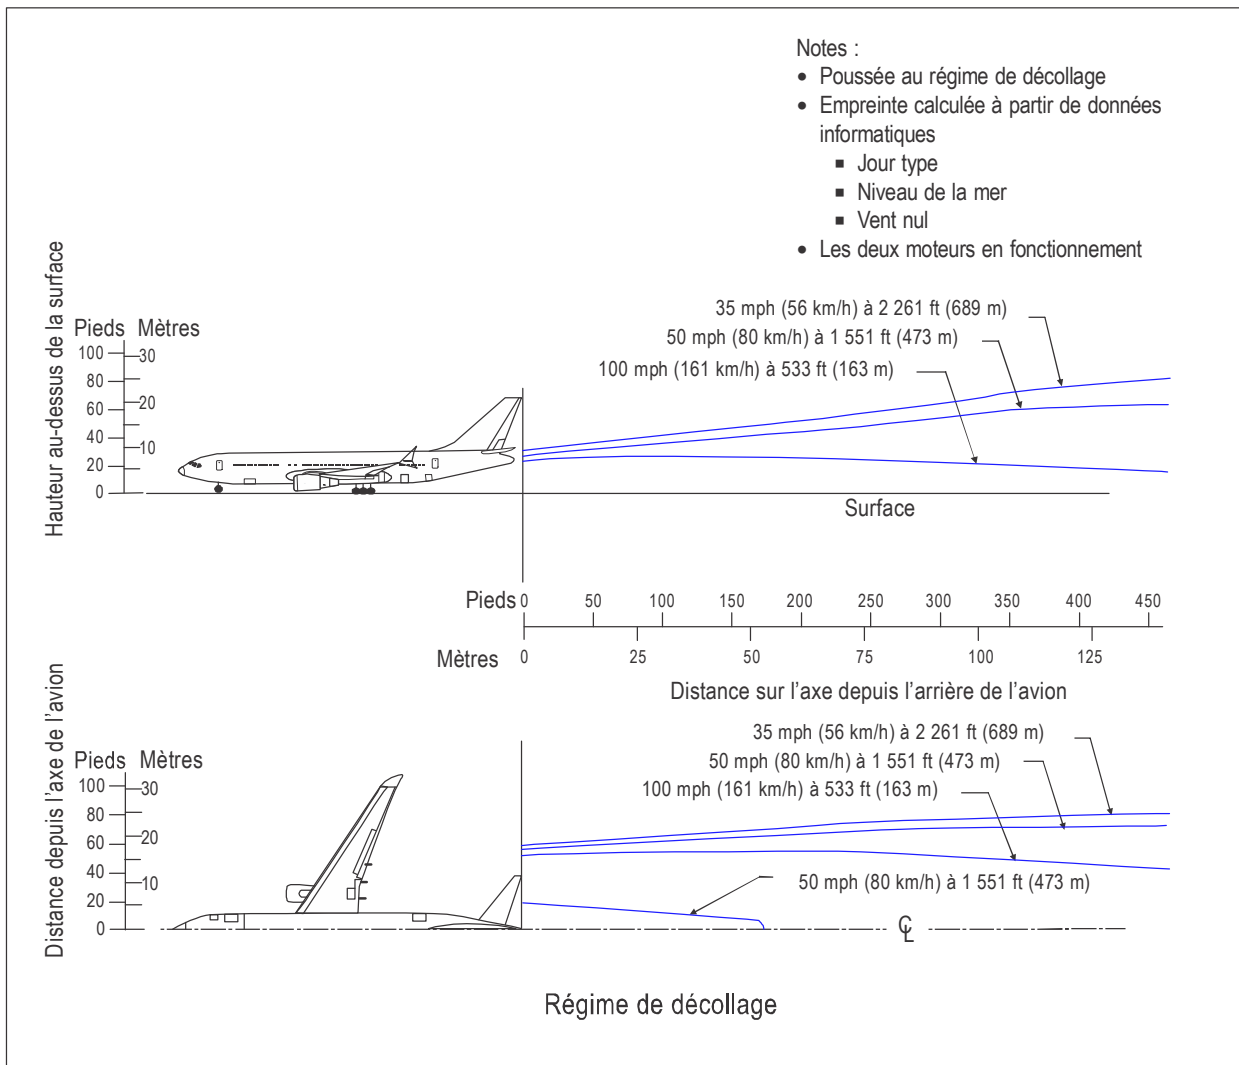 Notes :
• Poussée au régime de décollage
• Empreinte calculée à partir de données
informatiques
▪ Jour type
▪ Niveau de la mer
▪ Vent nul
• Les deux moteurs en fonctionnement
Hauteur au-dessus de la surface
Pieds Mètres
100
80
60
40
20
0
30
20
10
35 mph (56 km/h) à 2 261 ft (689 m)
50 mph (80 km/h) à 1 551 ft (473 m)
100 mph (161 km/h) à 533 ft (163 m)
Surface
Pieds 0 50 100 150 200 250 300 350 400 450
Mètres 0 25 50 75 100 125
Distance sur l’axe depuis l’arrière de l’avion
Distance depuis l’axe de l’avion
Pieds Mètres
100
80
60
40
20
0
30
20
10
35 mph (56 km/h) à 2 261 ft (689 m)
50 mph (80 km/h) à 1 551 ft (473 m)
100 mph (161 km/h) à 533 ft (163 m)
50 mph (80 km/h) à 1 551 ft (473 m)
℄
Régime de décollage